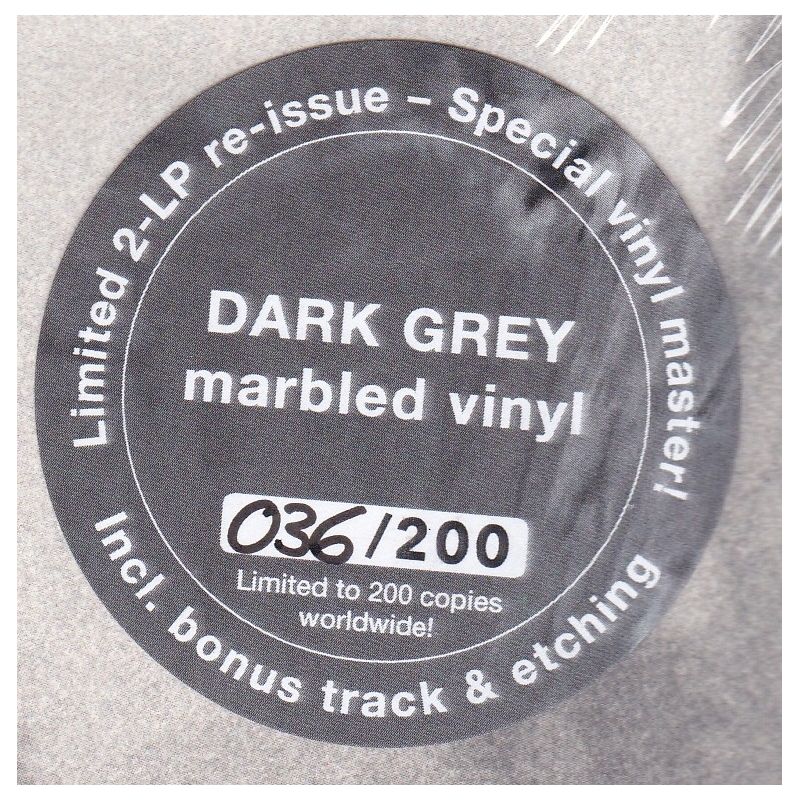 Limited 2-LP re-issue – Special vinyl master!
DARK GREY
marbled vinyl
036/200
Limited to 200 copies
worldwide!
Incl. bonus track & etching